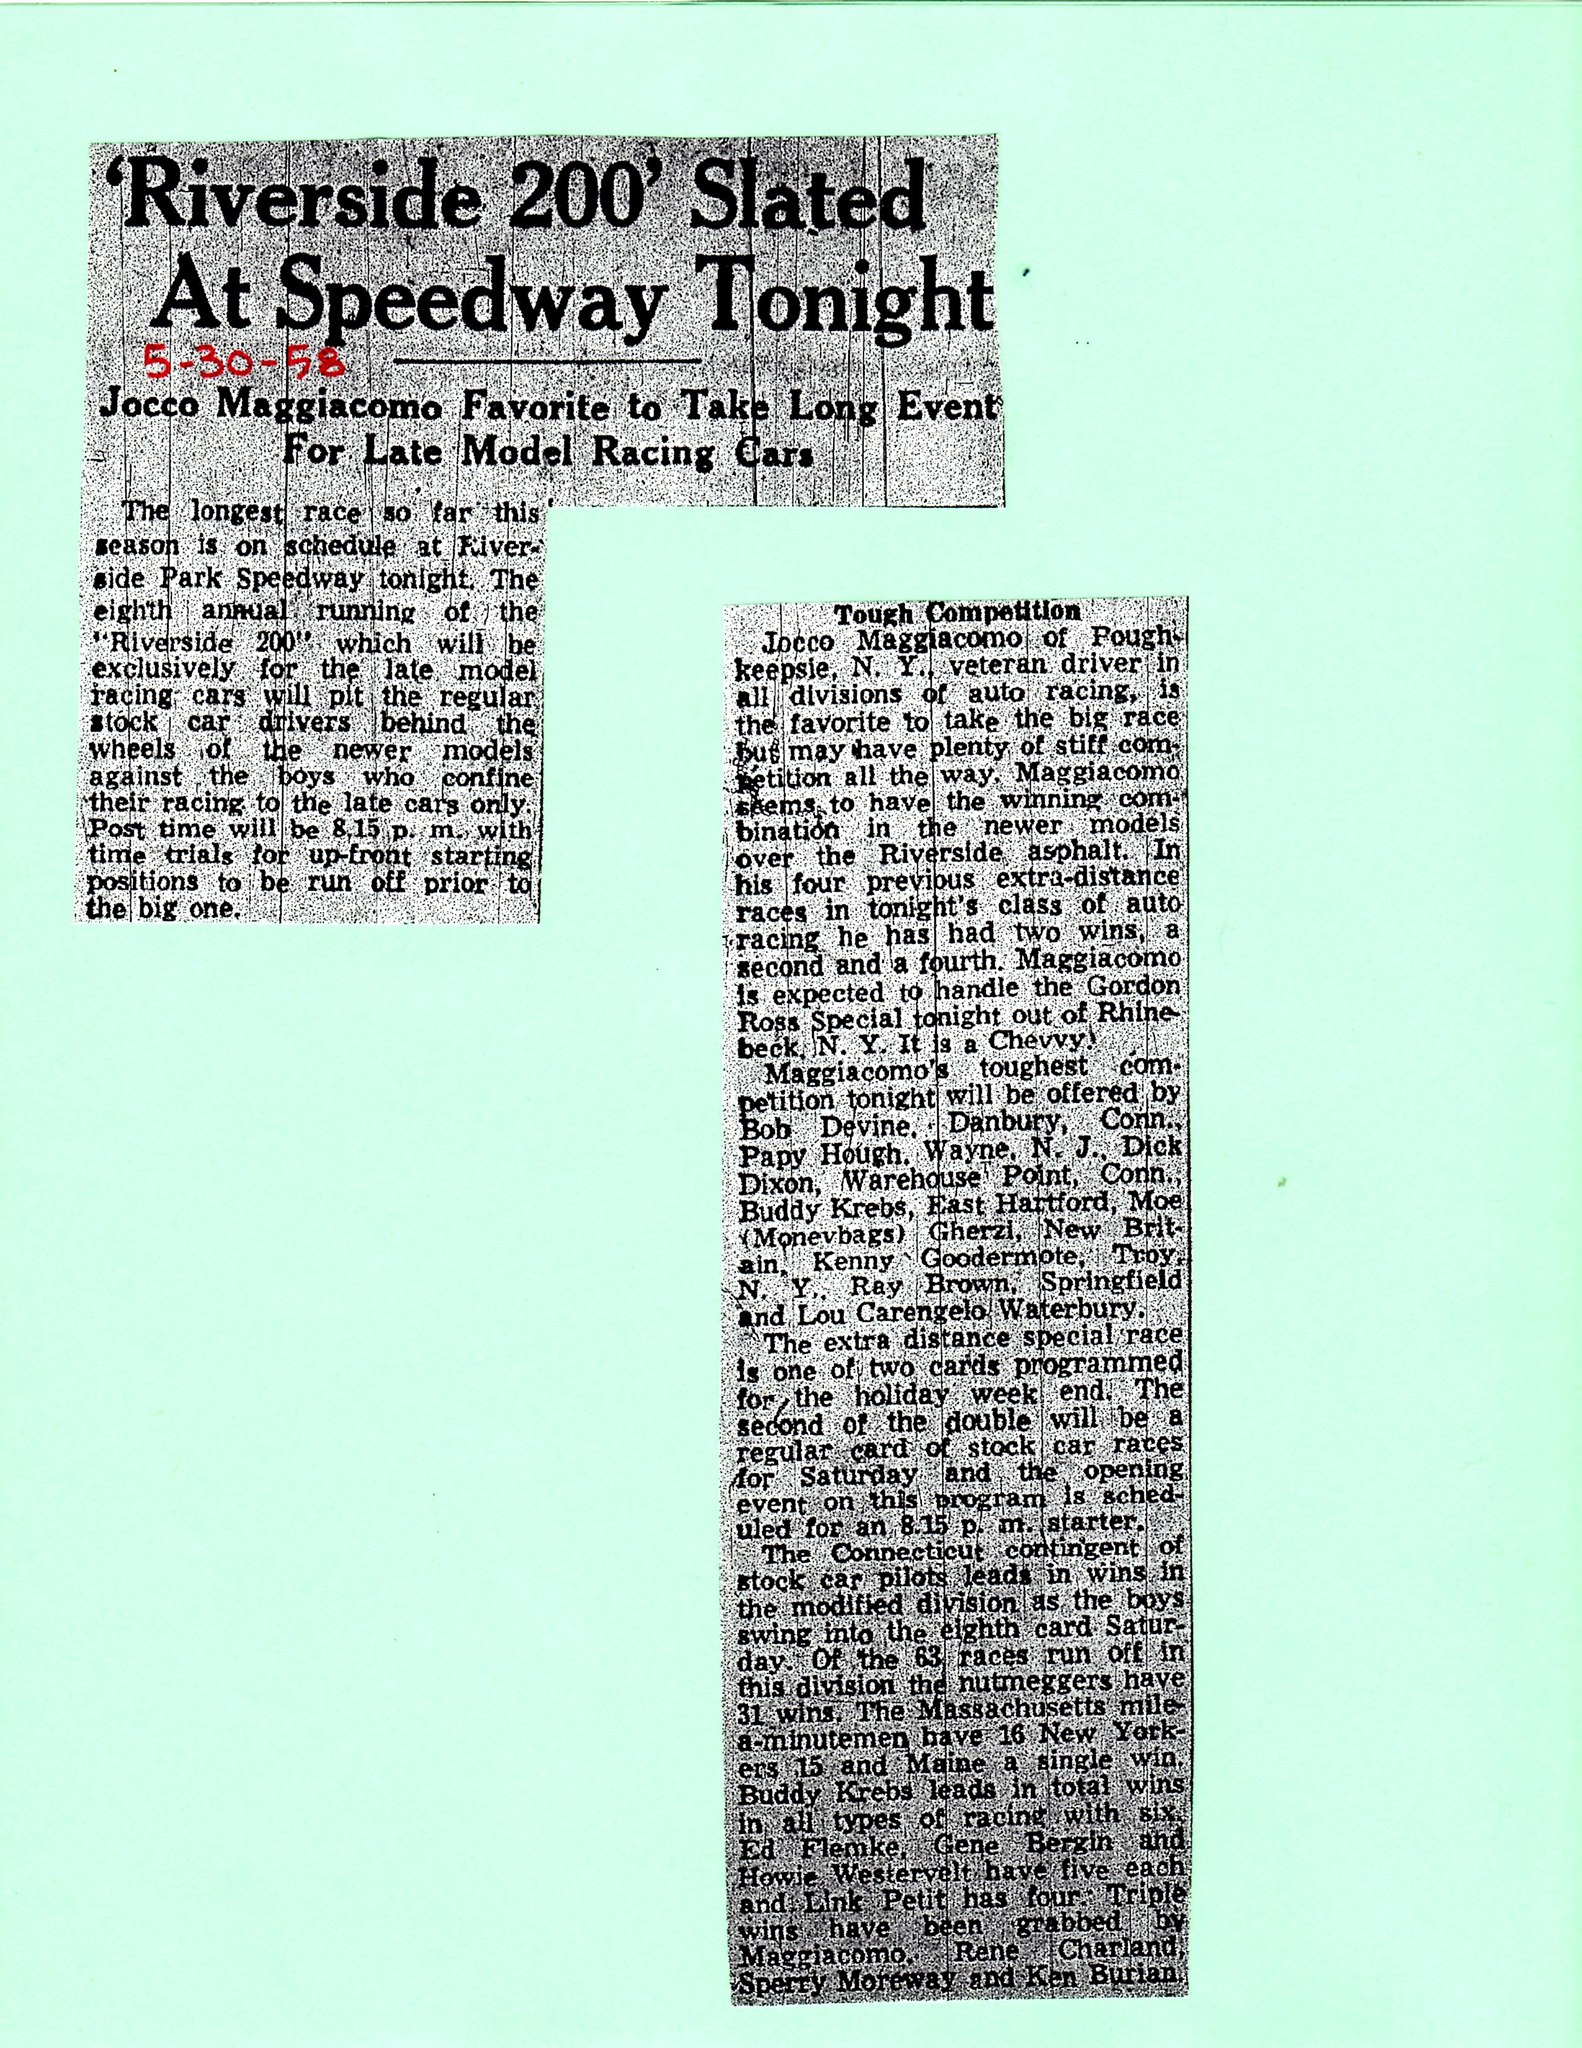 'Riverside 200' Slated
At Speedway Tonight
5-30-58
Jocco Maggiacomo Favorite to Take Long Event
For Late Model Racing Cars
The longest race so far this
season is on schedule at River-
side Park Speedway tonight. The
eighth annual running of the
"Riverside 200" which will be
exclusively for the late model
racing cars will pit the regular
stock car drivers behind the
wheels of the newer models
against the boys who confine
their racing to the late cars only.
Post time will be 8.15 p. m. with
time trials for up-front starting
positions to be run off prior to
the big one.
Tough Competition
Jocco Maggiacomo of Pough-
keepsie, N. Y., veteran driver in
all divisions of auto racing, is
the favorite to take the big race
but may have plenty of stiff com-
petition all the way. Maggiacomo
seems to have the winning com-
bination in the newer models
over the Riverside asphalt. In
his four previous extra-distance
races in tonight's class of auto
racing he has had two wins, a
second and a fourth. Maggiacomo
is expected to handle the Gordon
Ross Special tonight out of Rhine-
beck, N. Y. It is a Chevvy.
Maggiacomo's toughest com-
petition tonight will be offered by
Bob Devine, Danbury, Conn.,
Papy Hough, Wayne, N. J., Dick
Dixon, Warehouse Point, Conn.,
Buddy Krebs, East Hartford, Moe
(Moneybags) Gherzi, New Brit-
ain, Kenny Goodermote, Troy,
N. Y., Ray Brown, Springfield
and Lou Carengelo Waterbury.
The extra distance special race
is one of two cards programmed
for the holiday week end. The
second of the double will be a
regular card of stock car races
for Saturday and the opening
event on this program is sched-
uled for an 8.15 p. m. starter.
The Connecticut contingent of
stock car pilots leads in wins in
the modified division as the boys
swing into the eighth card Satur-
day. Of the 63 races run off in
this division the nutmeggers have
31 wins. The Massachusetts mile-
a-minutemen have 16 New York-
ers 15 and Maine a single win.
Buddy Krebs leads in total wins
in all types of racing with six.
Ed Flemke, Gene Bergin and
Howie Westervelt have five each
and Link Petit has four. Triple
wins have been grabbed by
Maggiacomo, Rene Charland,
Sperry Moreway and Ken Burian.